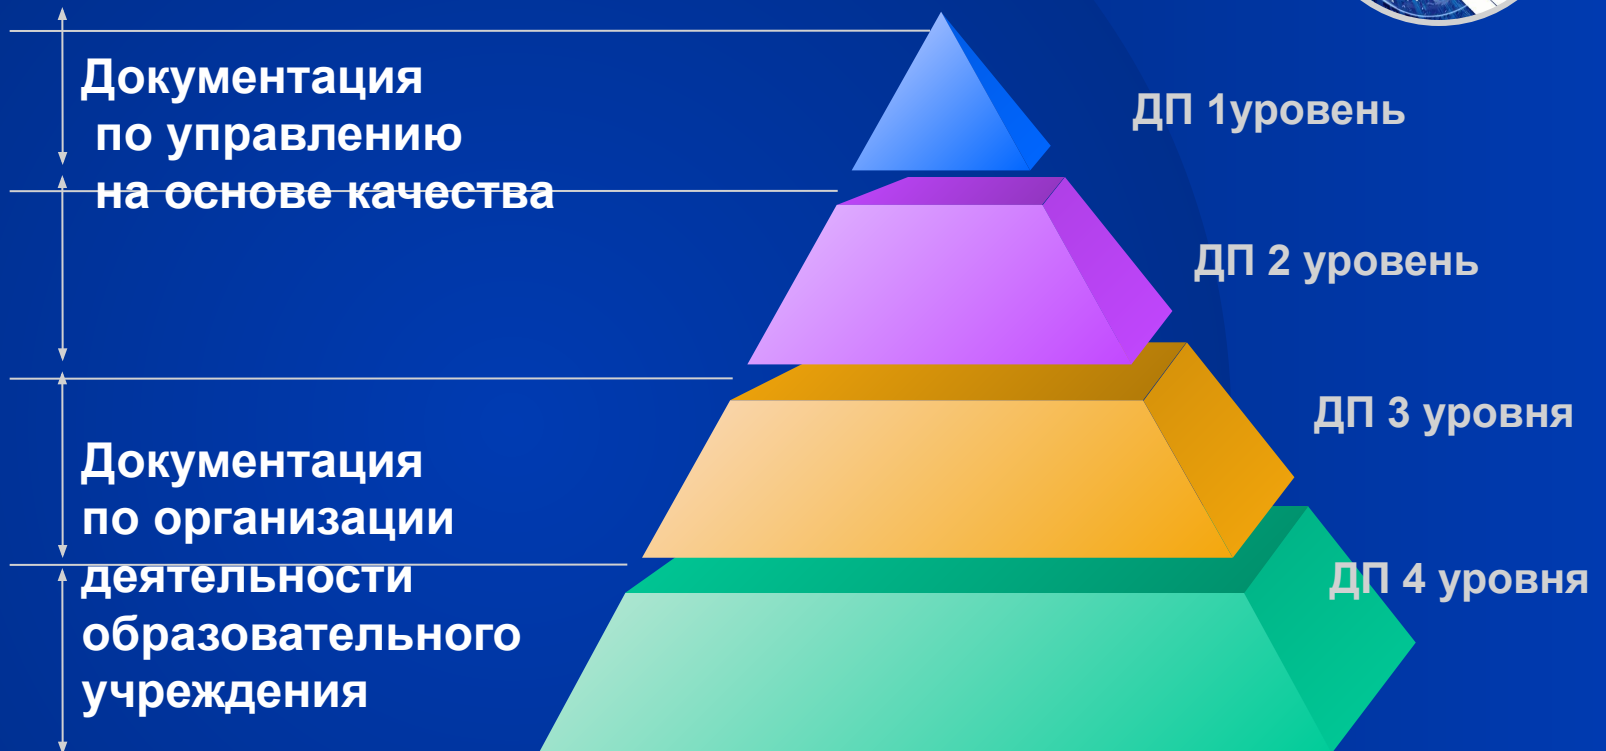 Документация
по управлению
на основе качества
ДП 1уровень
ДП 2 уровень
Документация
по организации
деятельности
образовательного
учреждения
ДП 3 уровня
ДП 4 уровня